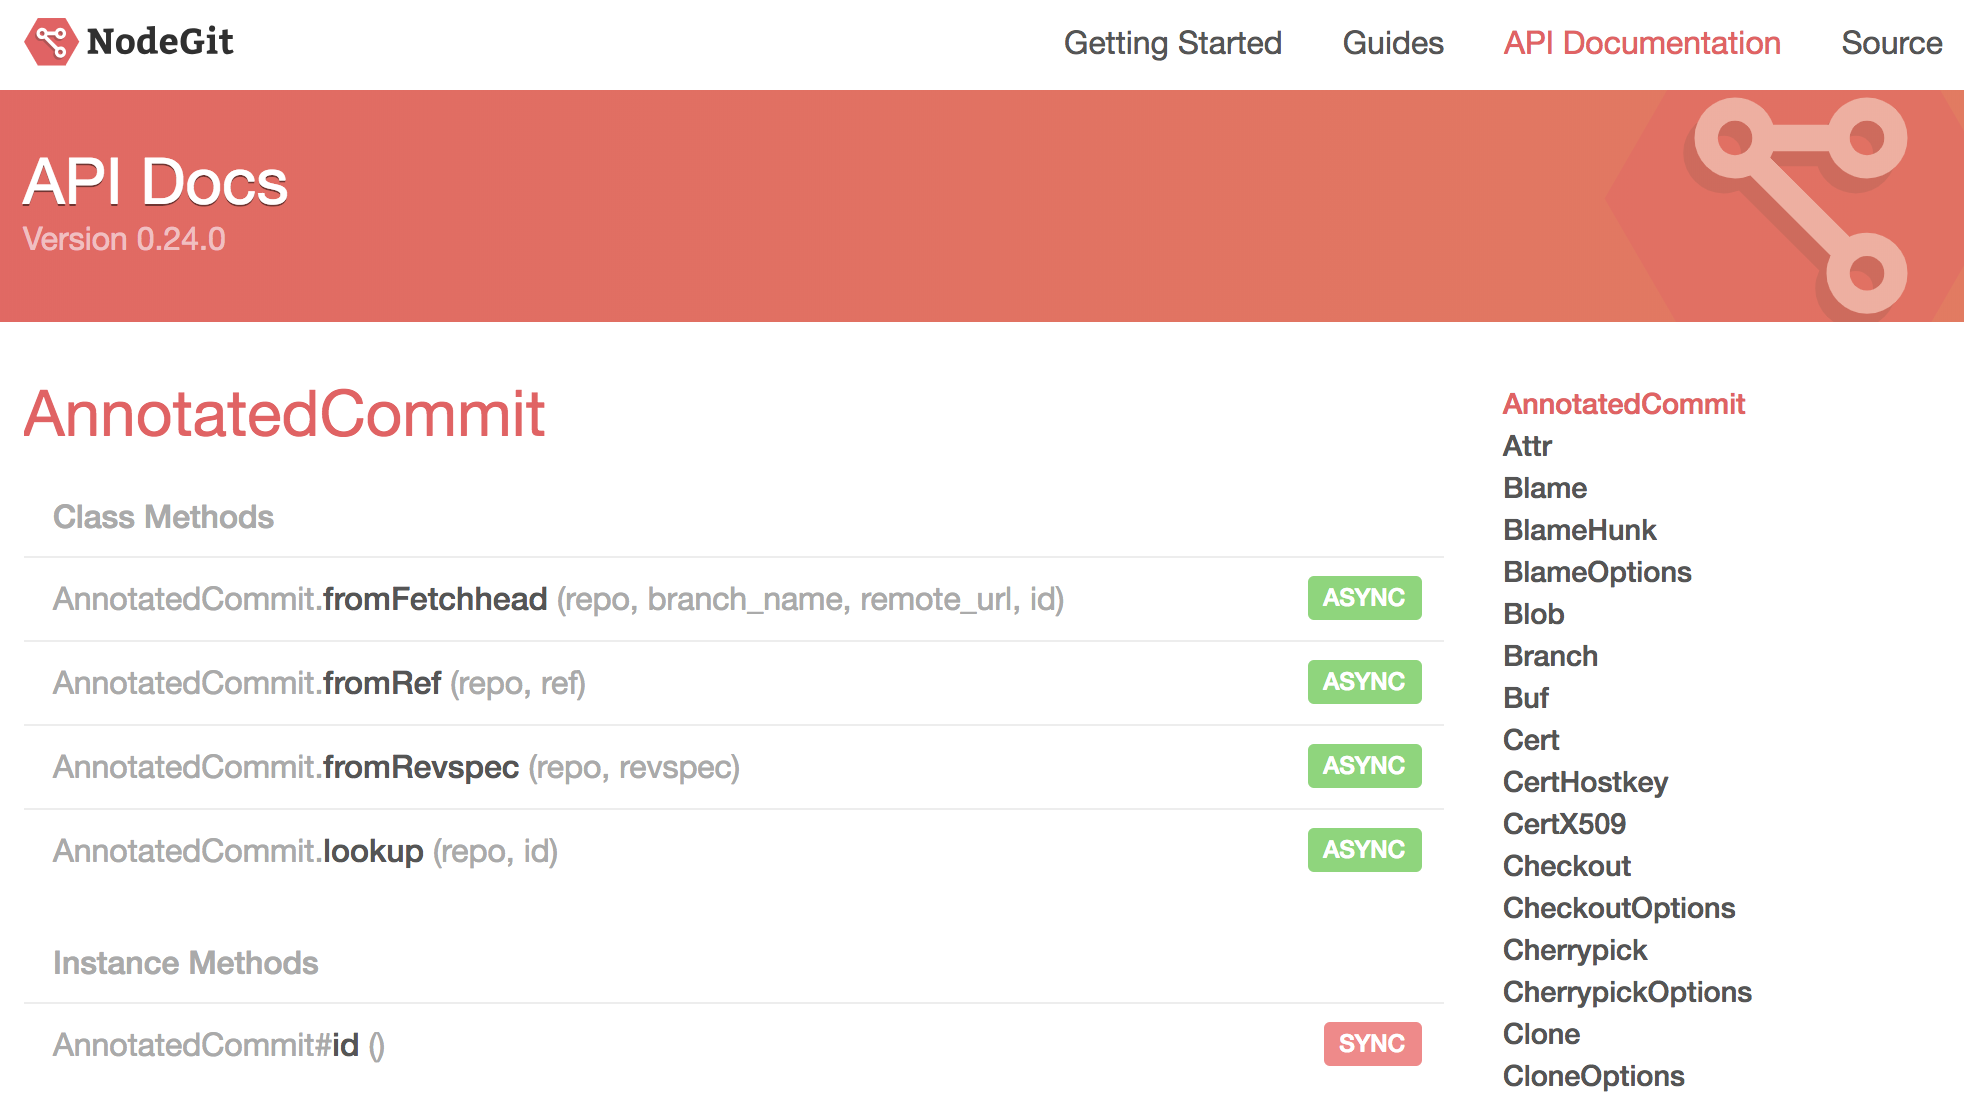 NodeGit
Getting Started
Guides
API Documentation
Source
API Docs
Version 0.24.0
AnnotatedCommit
Class Methods
AnnotatedCommit.fromFetchhead (repo, branch_name, remote_url, id) ASYNC
AnnotatedCommit.fromRef (repo, ref) ASYNC
AnnotatedCommit.fromRevspec (repo, revspec) ASYNC
AnnotatedCommit.lookup (repo, id) ASYNC
Instance Methods
AnnotatedCommit#id () SYNC
AnnotatedCommit
Attr
Blame
BlameHunk
BlameOptions
Blob
Branch
Buf
Cert
CertHostkey
CertX509
Checkout
CheckoutOptions
Cherrypick
CherrypickOptions
Clone
CloneOptions